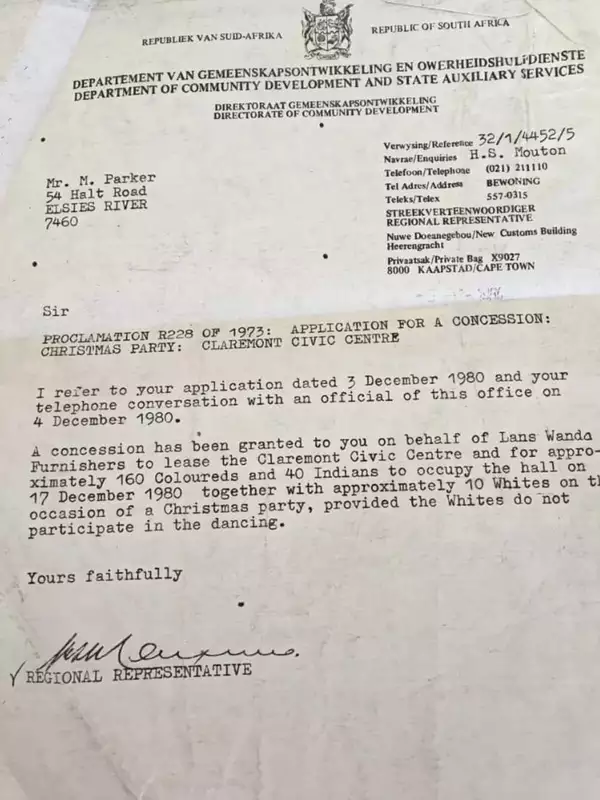 REPUBLIEK VAN SUID-AFRIKA
REPUBLIC OF SOUTH AFRICA
DEPARTEMENT VAN GEMEENSKAPSONTWIKKELING EN OWERHEIDSHULPDIENSTE
DEPARTMENT OF COMMUNITY DEVELOPMENT AND STATE AUXILIARY SERVICES
DIREKTORAAT GEMEENSKAPSONTWIKKELING
DIRECTORATE OF COMMUNITY DEVELOPMENT
Mr. M. Parker
54 Halt Road
ELSIES RIVER
7460
Verwysing/Reference 32/1/4452/5
Navrae/Enquiries H.S. Mouton
Telefoon/Telephone (021) 211110
Tel Adres/Address BEWONING
Teleks/Telex 557-0315
STREEKVERTEENWOORDIGER
REGIONAL REPRESENTATIVE
Nuwe Doeanegebou/New Customs Building
Heerengracht
Privaatsak/Private Bag X9027
8000 KAAPSTAD/CAPE TOWN
Sir
PROCLAMATION R228 OF 1973: APPLICATION FOR A CONCESSION:
CHRISTMAS PARTY: CLAREMONT CIVIC CENTRE
I refer to your application dated 3 December 1980 and your
telephone conversation with an official of this office on
4 December 1980.
A concession has been granted to you on behalf of Lans Wanda
Furnishers to lease the Claremont Civic Centre and for appro-
ximately 160 Coloureds and 40 Indians to occupy the hall on
17 December 1980 together with approximately 10 Whites on th
occasion of a Christmas party, provided the Whites do not
participate in the dancing.
Yours faithfully
REGIONAL REPRESENTATIVE